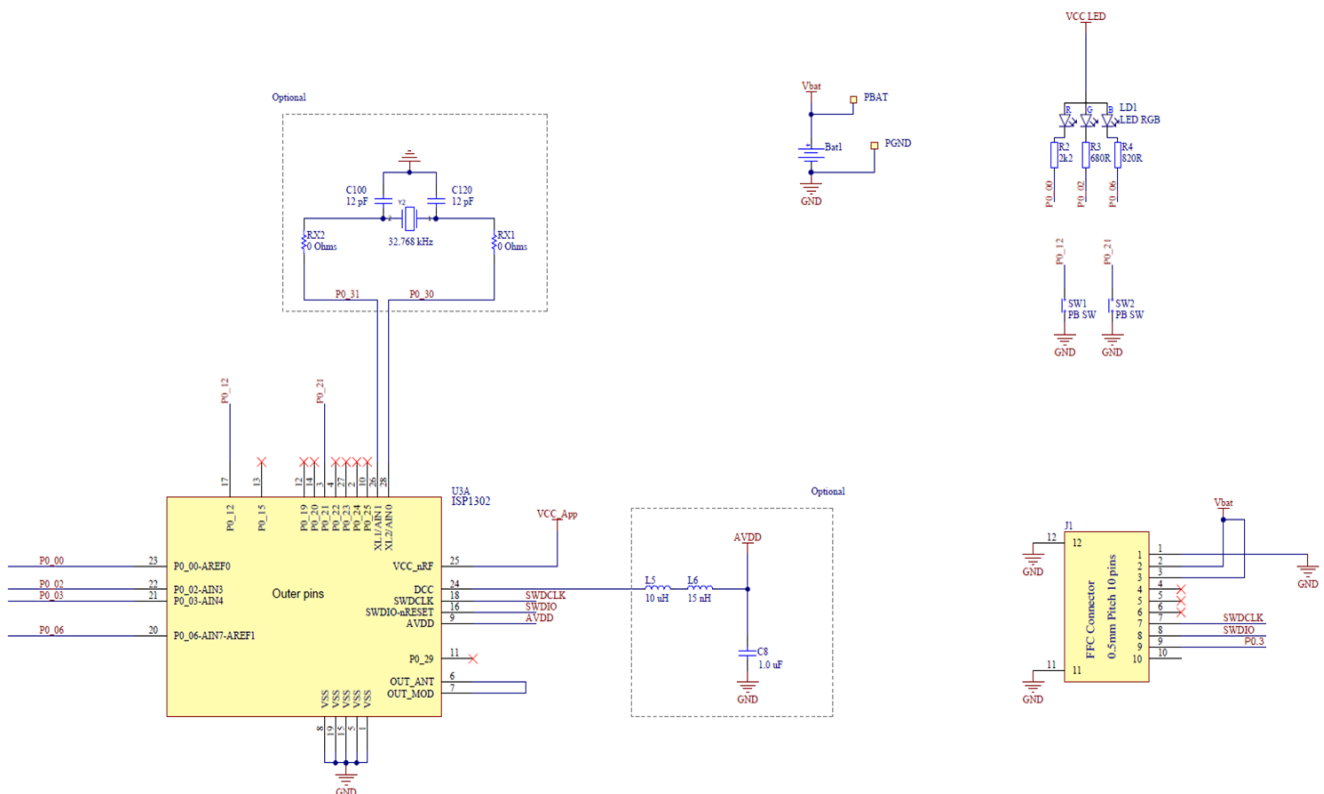 VCC LED
Optional
Vbat
PBAT
R
G
B
LD1
LED RGB
Bat1
PGND
R2
2k2
R3
680R
R4
820R
GND
P0_00
P0_02
P0_06
C100
12 pF
C120
12 pF
Y2
2
1
32.768 kHz
RX2
0 Ohms
RX1
0 Ohms
P0_31
P0_30
P0_12
P0_21
SW1
PB SW
SW2
PB SW
GND
GND
P0_12
P0_21
17
13
12
14
3
4
27
2
10
26
28
U3A
ISP1302
P0_12
P0_15
P0_19
P0_20
P0_21
P0_22
P0_23
P0_24
P0_25
XL1/AIN1
XL2/AIN0
VCC_App
Optional
AVDD
Vbat
P0_00
23
P0_00-AREF0
P0_02
22
P0_02-AIN3
P0_03
21
P0_03-AIN4
P0_06
20
P0_06-AIN7-AREF1
Outer pins
VCC_nRF
25
DCC
24
SWDCLK
18
SWDCLK
SWDIO-nRESET
16
SWDIO
AVDD
9
AVDD
P0_29
11
OUT_ANT
6
OUT_MOD
7
L5
10 uH
L6
15 nH
C8
1.0 uF
GND
VSS
VSS
VSS
VSS
VSS
8
19
15
5
1
GND
J1
12
12
GND
FFC Connector
0.5mm Pitch 10 pins
1
1
2
2
3
3
4
4
5
5
6
6
7
7
SWDCLK
8
8
SWDIO
9
9
P0.3
10
10
11
11
GND
GND